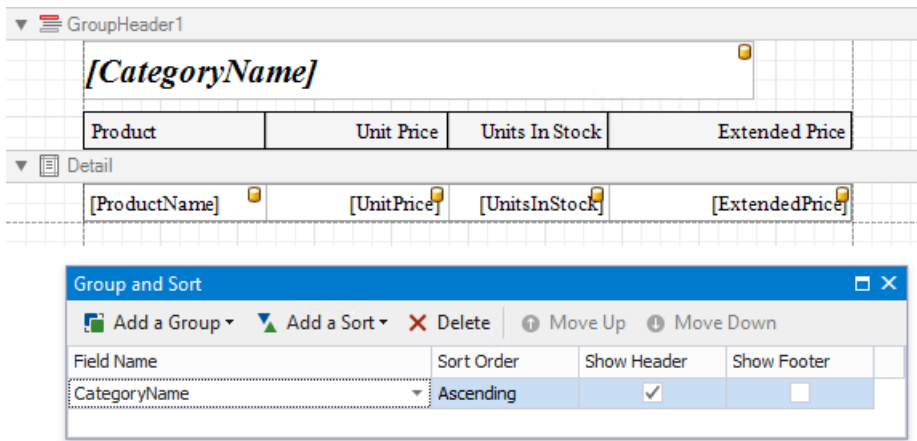 GroupHeader1
[CategoryName]
Product Unit Price Units In Stock Extended Price
Detail
[ProductName] [UnitPrice] [UnitsInStock] [ExtendedPrice]
Group and Sort
Add a Group Add a Sort Delete Move Up Move Down
Field Name Sort Order Show Header Show Footer
CategoryName Ascending